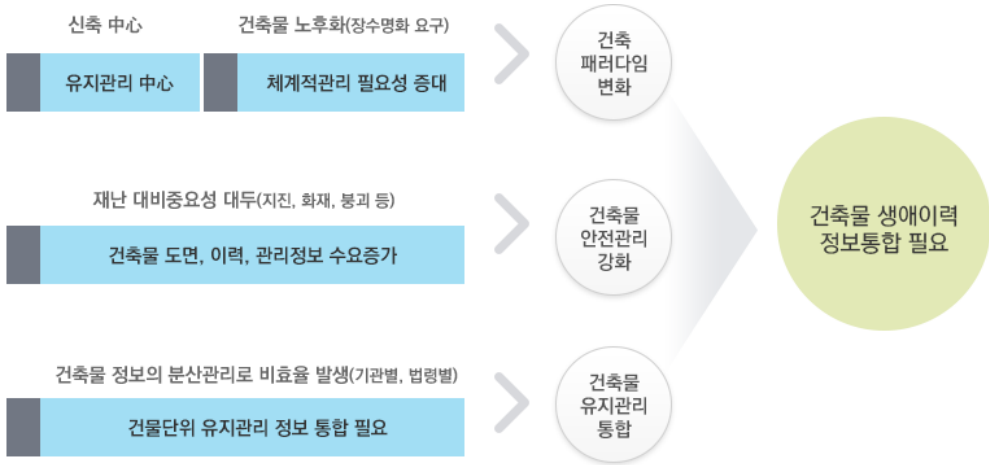 신축 中心
건축물 노후화(장수명화 요구)
유지관리 中心
체계적관리 필요성 증대
건축
패러다임
변화
재난 대비중요성 대두(지진, 화재, 붕괴 등)
건축물 도면, 이력, 관리정보 수요증가
건축물
안전관리
강화
건축물 정보의 분산관리로 비효율 발생(기관별, 법령별)
건물단위 유지관리 정보 통합 필요
건축물
유지관리
통합
건축물 생애이력
정보통합 필요